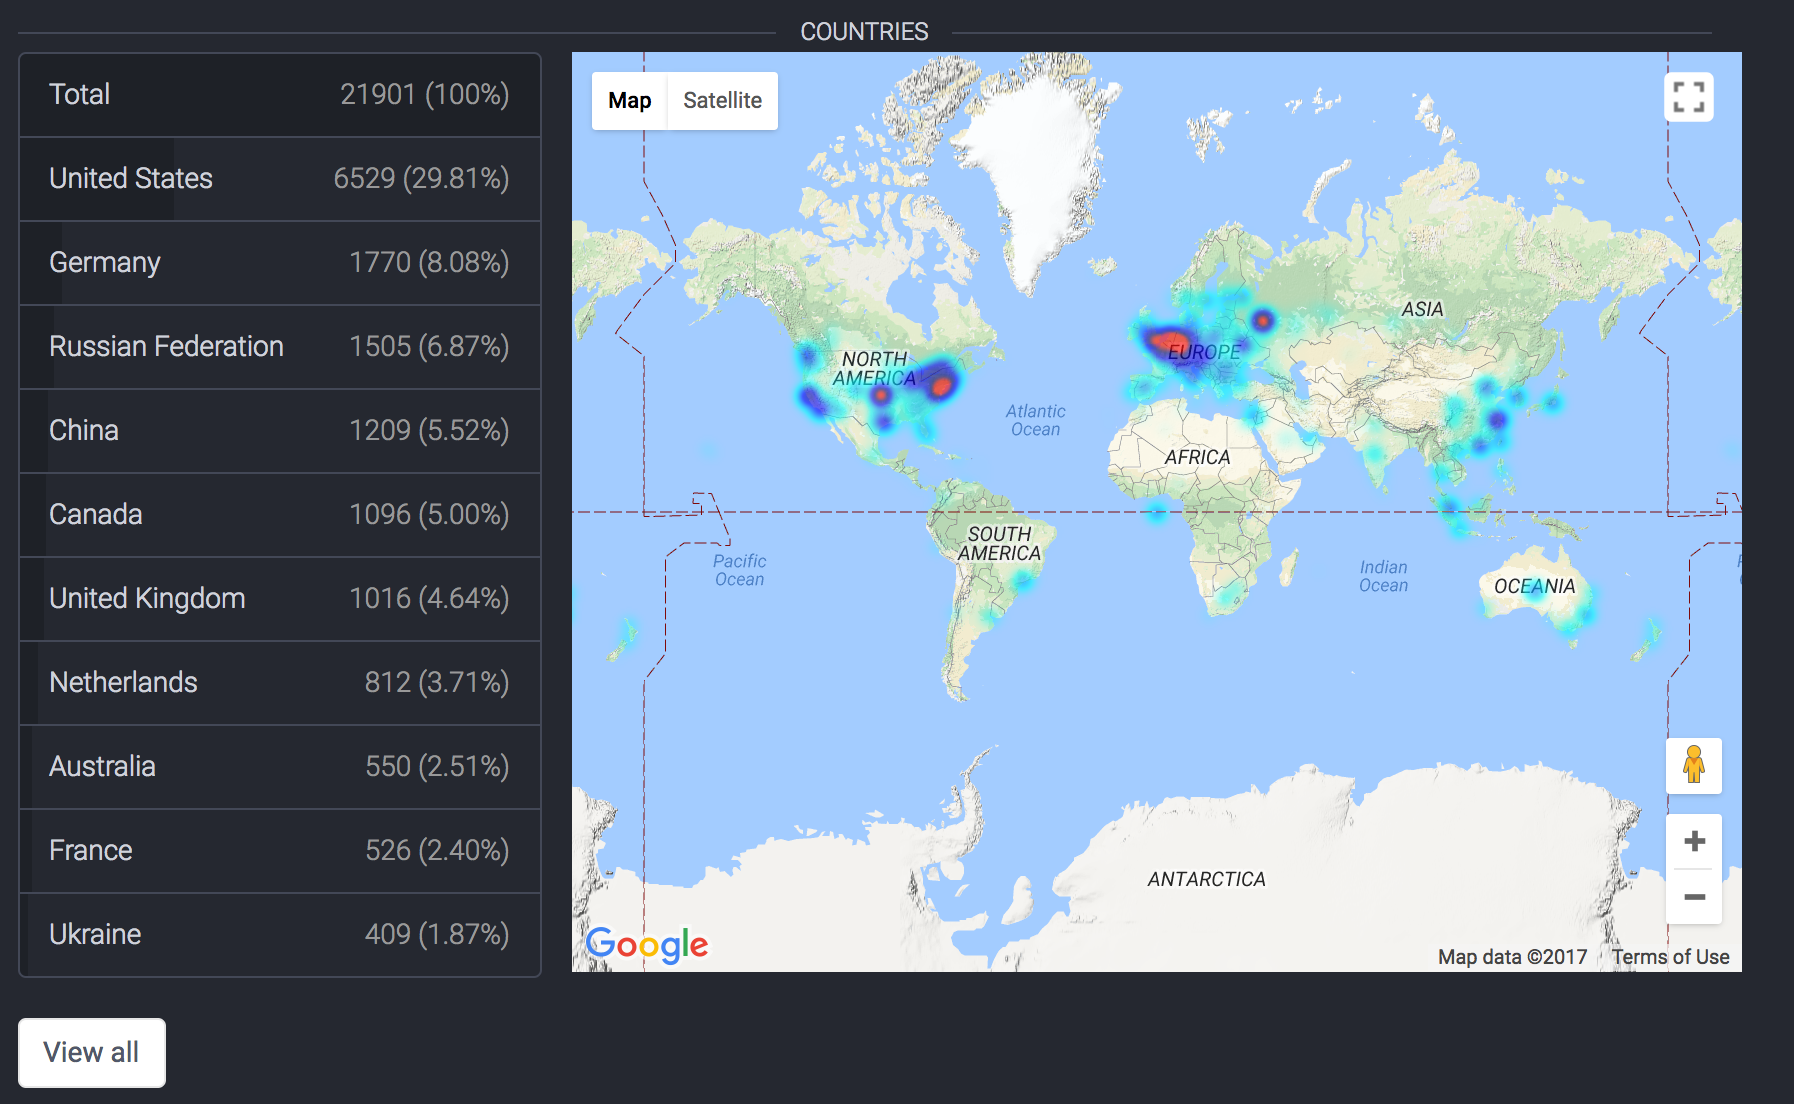 COUNTRIES
Total 21901 (100%)
United States 6529 (29.81%)
Germany 1770 (8.08%)
Russian Federation 1505 (6.87%)
China 1209 (5.52%)
Canada 1096 (5.00%)
United Kingdom 1016 (4.64%)
Netherlands 812 (3.71%)
Australia 550 (2.51%)
France 526 (2.40%)
Ukraine 409 (1.87%)
View all
Map Satellite
NORTH
AMERICA
EUROPE
ASIA
Atlantic
Ocean
AFRICA
SOUTH
AMERICA
Pacific
Ocean
Indian
Ocean
OCEANIA
ANTARCTICA
Google
Map data ©2017 Terms of Use